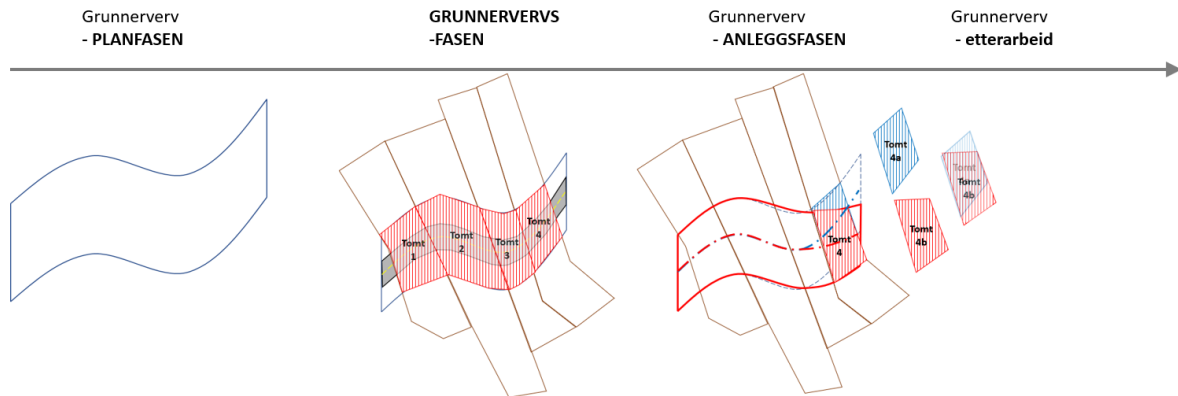 Grunnerverv
- PLANFASEN
GRUNNERVERVS
-FASEN
Grunnerverv
- ANLEGGSFASEN
Grunnerverv
- etterarbeid
Tomt
1
Tomt
2
Tomt
3
Tomt
4
Tomt
4
Tomt
4a
Tomt
4b
Tomt
Tomt
4b